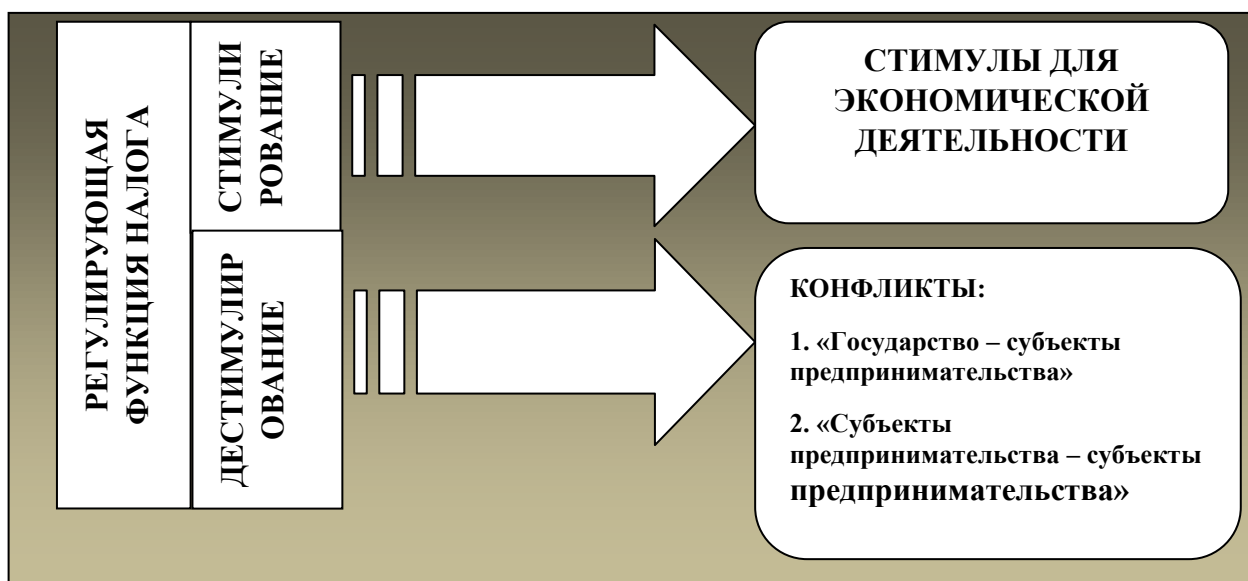 РЕГУЛИРУЮЩАЯ
ФУНКЦИЯ НАЛОГА
СТИМУЛИ
РОВАНИЕ
ДЕСТИМУЛИР
ОВАНИЕ
СТИМУЛЫ ДЛЯ
ЭКОНОМИЧЕСКОЙ
ДЕЯТЕЛЬНОСТИ
КОНФЛИКТЫ:
1. «Государство – субъекты
предпринимательства»
2. «Субъекты
предпринимательства – субъекты
предпринимательства»